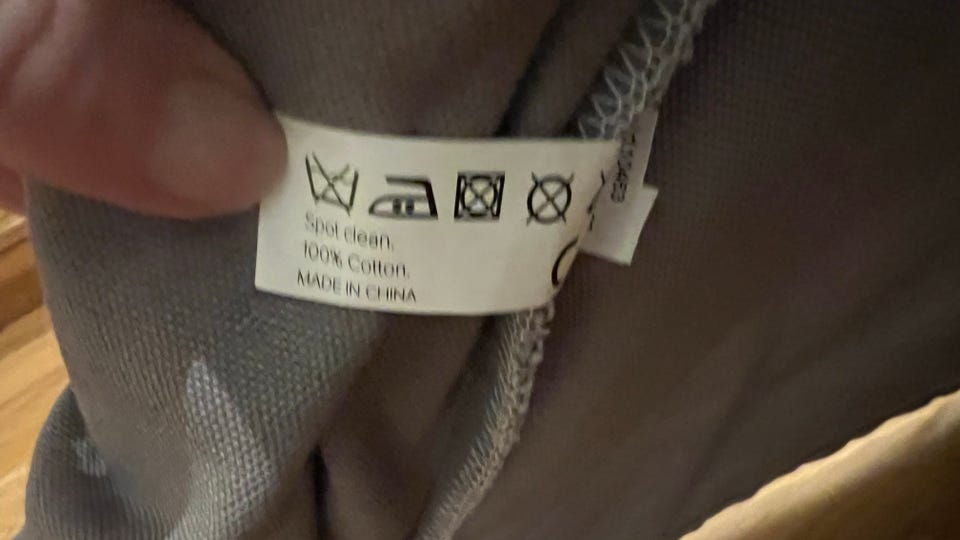 Spot clean.
100% Cotton.
MADE IN CHINA